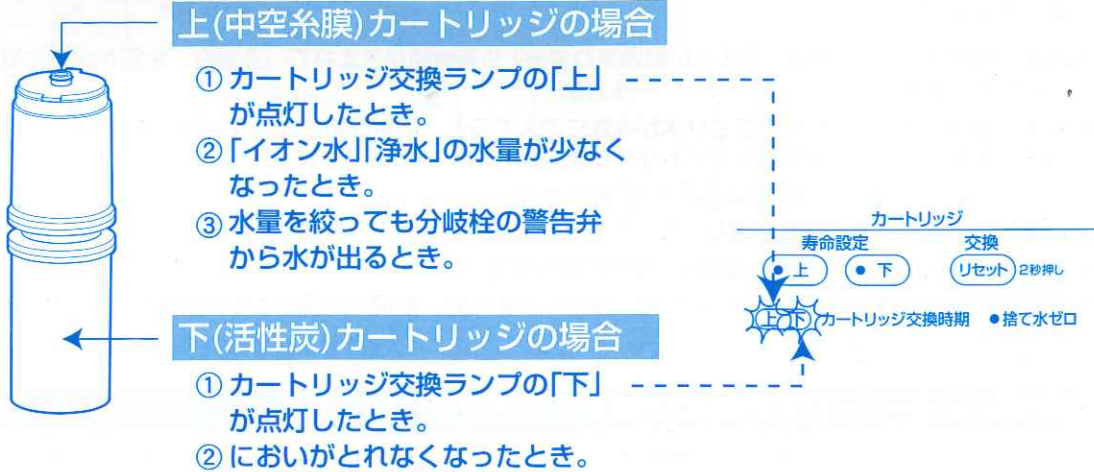 上(中空糸膜)カートリッジの場合
① カートリッジ交換ランプの「上」
が点灯したとき。
② 「イオン水」「浄水」の水量が少なく
なったとき。
③ 水量を絞っても分岐栓の警告弁
から水が出るとき。
カートリッジ
寿命設定 交換
●上 ●下 リセット 2秒押し
上 下 カートリッジ交換時期 ●捨て水ゼロ
下(活性炭)カートリッジの場合
① カートリッジ交換ランプの「下」
が点灯したとき。
② においがとれなくなったとき。